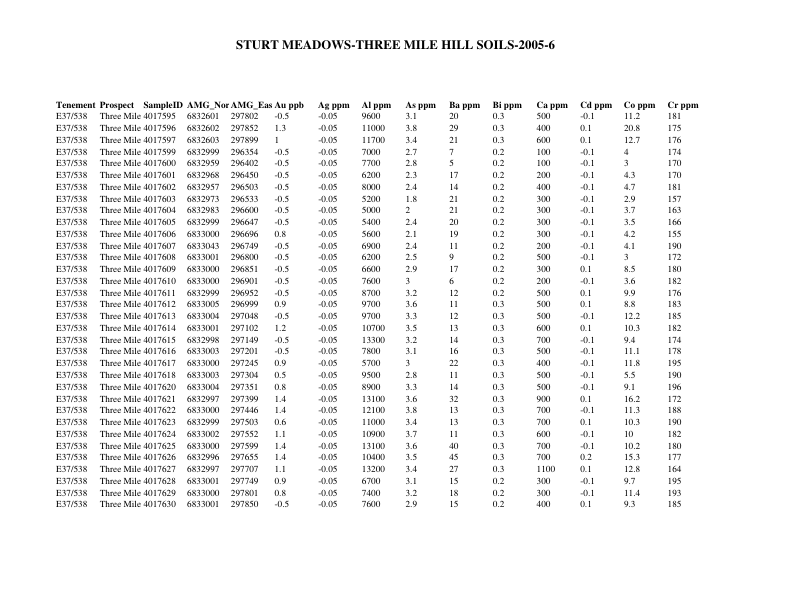 STURT MEADOWS-THREE MILE HILL SOILS-2005-6
Tenement Prospect SampleID AMG_Nor AMG_Eas Au ppb Ag ppm Al ppm As ppm Ba ppm Bi ppm Ca ppm Cd ppm Co ppm Cr ppm
E37/538 Three Mile 4017595 6832601 297802 -0.5 -0.05 9600 3.1 20 0.3 500 -0.1 11.2 181
E37/538 Three Mile 4017596 6832602 297852 1.3 -0.05 11000 3.8 29 0.3 400 0.1 20.8 175
E37/538 Three Mile 4017597 6832603 297899 1 -0.05 11700 3.4 21 0.3 600 0.1 12.7 176
E37/538 Three Mile 4017599 6832999 296354 -0.5 -0.05 7000 2.7 7 0.2 100 -0.1 4 174
E37/538 Three Mile 4017600 6832959 296402 -0.5 -0.05 7700 2.8 5 0.2 100 -0.1 3 170
E37/538 Three Mile 4017601 6832968 296450 -0.5 -0.05 6200 2.3 17 0.2 200 -0.1 4.3 170
E37/538 Three Mile 4017602 6832957 296503 -0.5 -0.05 8000 2.4 14 0.2 400 -0.1 4.7 181
E37/538 Three Mile 4017603 6832973 296533 -0.5 -0.05 5200 1.8 21 0.2 300 -0.1 2.9 157
E37/538 Three Mile 4017604 6832983 296600 -0.5 -0.05 5000 2 21 0.2 300 -0.1 3.7 163
E37/538 Three Mile 4017605 6832999 296647 -0.5 -0.05 5400 2.4 20 0.2 300 -0.1 3.5 166
E37/538 Three Mile 4017606 6833000 296696 0.8 -0.05 5600 2.1 19 0.2 300 -0.1 4.2 155
E37/538 Three Mile 4017607 6833043 296749 -0.5 -0.05 6900 2.4 11 0.2 200 -0.1 4.1 190
E37/538 Three Mile 4017608 6833001 296800 -0.5 -0.05 6200 2.5 9 0.2 500 -0.1 3 172
E37/538 Three Mile 4017609 6833000 296851 -0.5 -0.05 6600 2.9 17 0.2 300 0.1 8.5 180
E37/538 Three Mile 4017610 6833000 296901 -0.5 -0.05 7600 3 6 0.2 200 -0.1 3.6 182
E37/538 Three Mile 4017611 6832999 296952 -0.5 -0.05 8700 3.2 12 0.2 500 0.1 9.9 176
E37/538 Three Mile 4017612 6833005 296999 0.9 -0.05 9700 3.6 11 0.3 500 0.1 8.8 183
E37/538 Three Mile 4017613 6833004 297048 -0.5 -0.05 9700 3.3 12 0.3 500 -0.1 12.2 185
E37/538 Three Mile 4017614 6833001 297102 1.2 -0.05 10700 3.5 13 0.3 600 0.1 10.3 182
E37/538 Three Mile 4017615 6832998 297149 -0.5 -0.05 13300 3.2 14 0.3 700 -0.1 9.4 174
E37/538 Three Mile 4017616 6833003 297201 -0.5 -0.05 7800 3.1 16 0.3 500 -0.1 11.1 178
E37/538 Three Mile 4017617 6833000 297245 0.9 -0.05 5700 3 22 0.3 400 -0.1 11.8 195
E37/538 Three Mile 4017618 6833003 297304 0.5 -0.05 9500 2.8 11 0.3 500 -0.1 5.5 190
E37/538 Three Mile 4017620 6833004 297351 0.8 -0.05 8900 3.3 14 0.3 500 -0.1 9.1 196
E37/538 Three Mile 4017621 6832997 297399 1.4 -0.05 13100 3.6 32 0.3 900 0.1 16.2 172
E37/538 Three Mile 4017622 6833000 297446 1.4 -0.05 12100 3.8 13 0.3 700 -0.1 11.3 188
E37/538 Three Mile 4017623 6832999 297503 0.6 -0.05 11000 3.4 13 0.3 700 0.1 10.3 190
E37/538 Three Mile 4017624 6833002 297552 1.1 -0.05 10900 3.7 11 0.3 600 -0.1 10 182
E37/538 Three Mile 4017625 6833000 297599 1.4 -0.05 13100 3.6 40 0.3 700 -0.1 10.2 180
E37/538 Three Mile 4017626 6832996 297655 1.4 -0.05 10400 3.5 45 0.3 700 0.2 15.3 177
E37/538 Three Mile 4017627 6832997 297707 1.1 -0.05 13200 3.4 27 0.3 1100 0.1 12.8 164
E37/538 Three Mile 4017628 6833001 297749 0.9 -0.05 6700 3.1 15 0.2 300 -0.1 9.7 195
E37/538 Three Mile 4017629 6833000 297801 0.8 -0.05 7400 3.2 18 0.2 300 -0.1 11.4 193
E37/538 Three Mile 4017630 6833001 297850 -0.5 -0.05 7600 2.9 15 0.2 400 0.1 9.3 185